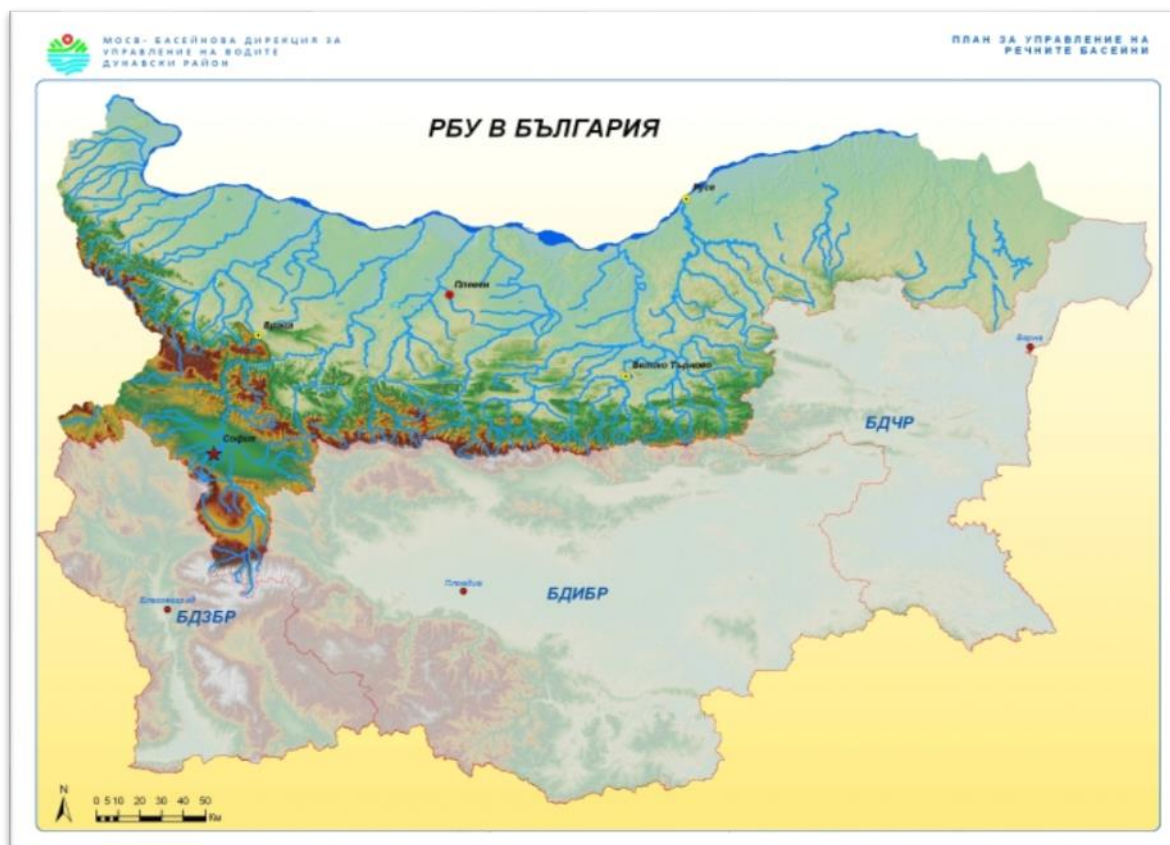 МОСВ- БАСЕЙНОВА ДИРЕКЦИЯ ЗА
УПРАВЛЕНИЕ НА ВОДИТЕ
ДУНАВСКИ РАЙОН
ПЛАН ЗА УПРАВЛЕНИЕ НА
РЕЧНИТЕ БАСЕЙНИ
РБУ В БЪЛГАРИЯ
Русе
Плевен
Враца
Варна
Велико Търново
БДЧР
София
Пловдив
БДИБР
Благоевград
БДЗБР
N
0 5 10 20 30 40 50
Км